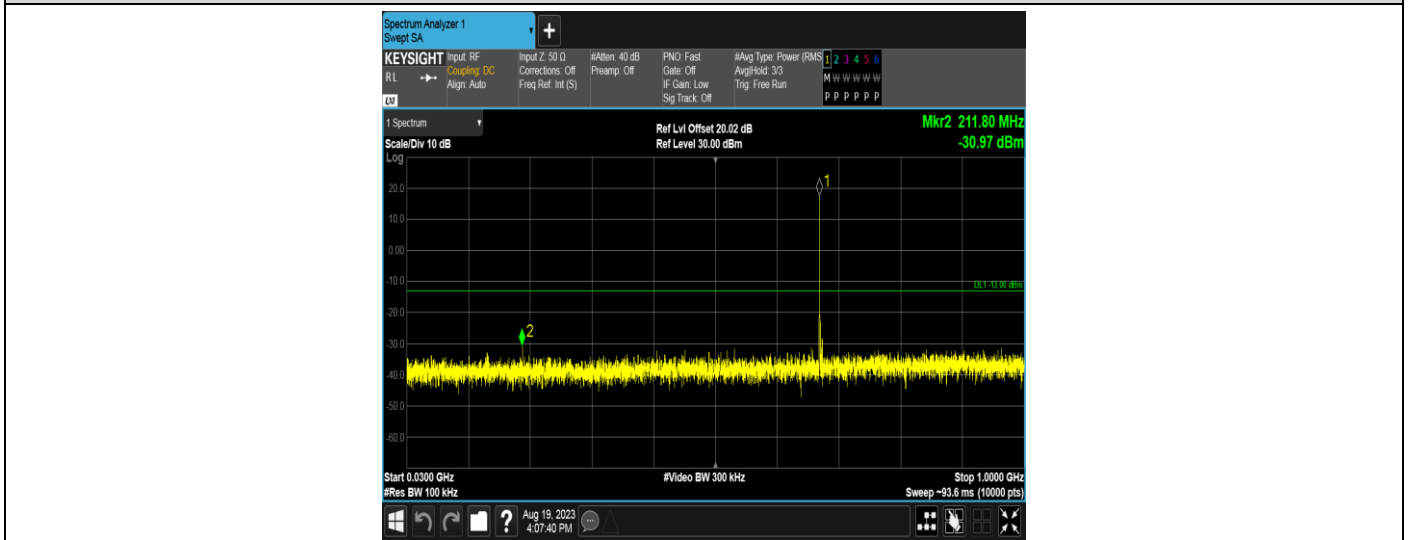 Spectrum Analyzer 1
Swept SA
+
KEYSIGHT
RL
LXI
Input: RF
Coupling: DC
Align: Auto
Input Z: 50 Ω
Corrections: Off
Freq Ref: Int (S)
#Atten: 40 dB
Preamp: Off
PNO: Fast
Gate: Off
IF Gain: Low
Sig Track: Off
#Avg Type: Power (RMS
Avg|Hold: 3/3
Trig: Free Run
1 2 3 4 5 6
M W W W W W
P P P P P P
1 Spectrum
Scale/Div 10 dB
Log
Ref Lvl Offset 20.02 dB
Ref Level 30.00 dBm
Mkr2 211.80 MHz
-30.97 dBm
1
20.0
10.0
0.00
-10.0
DL1 -13.00 dBm
-20.0
2
-30.0
-40.0
-50.0
-60.0
Start 0.0300 GHz
#Video BW 300 kHz
Stop 1.0000 GHz
#Res BW 100 kHz
Sweep ~93.6 ms (10000 pts)
?
Aug 19, 2023
4:07:40 PM